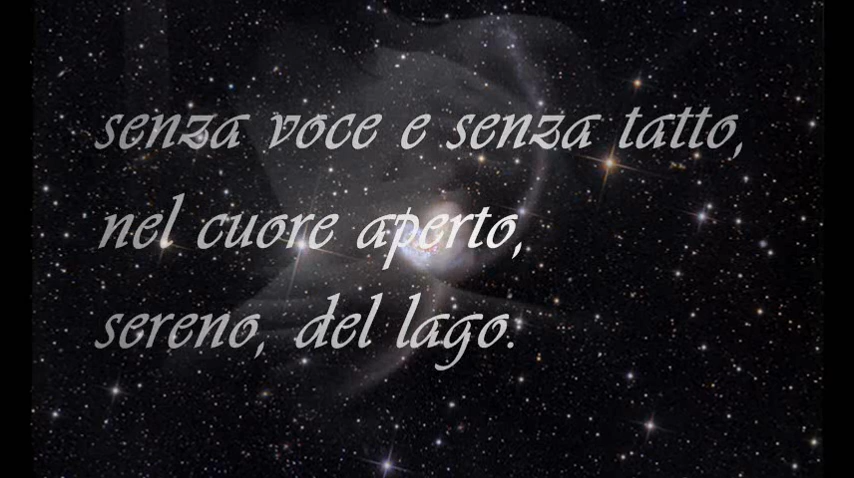 senza voce e senza tatto,
nel cuore aperto,
sereno, del lago.